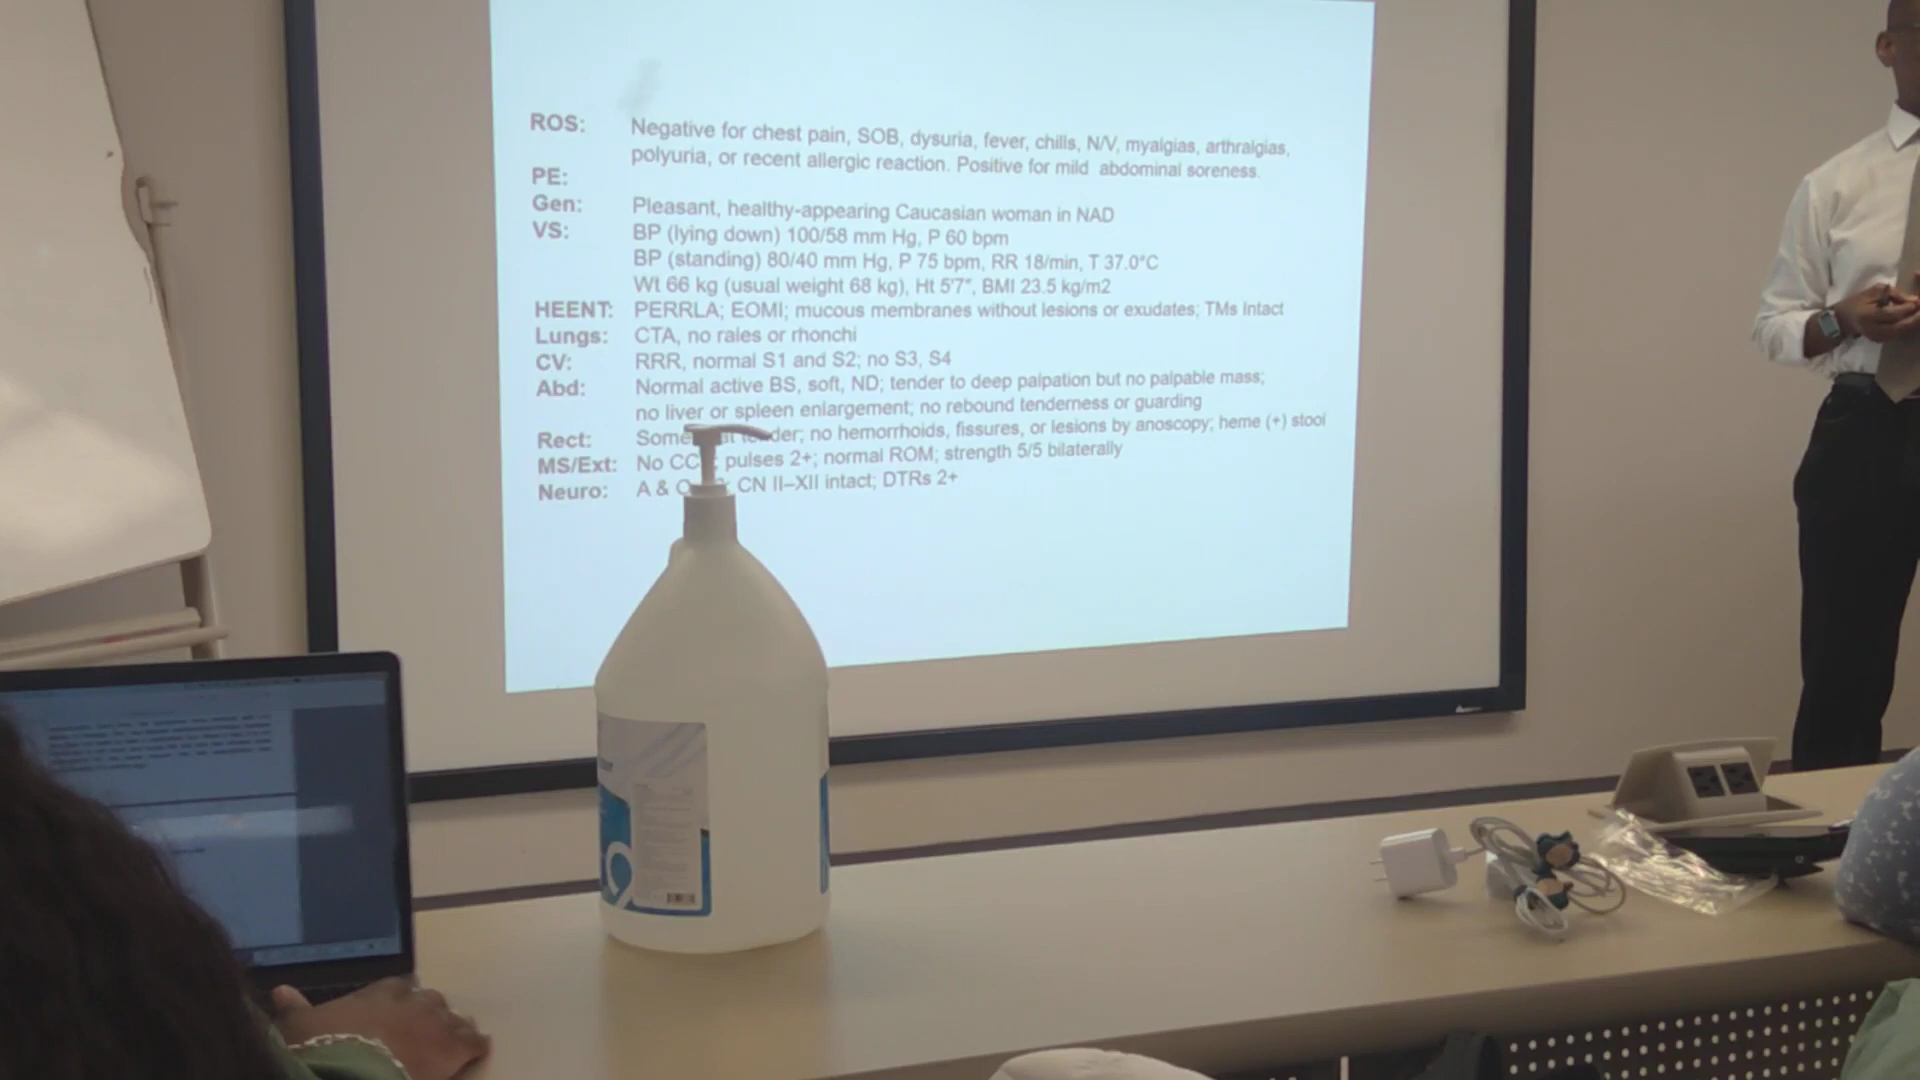 ROS: Negative for chest pain, SOB, dysuria, fever, chills, N/V, myalgias, arthralgias,
polyuria, or recent allergic reaction. Positive for mild abdominal soreness.
PE:
Gen: Pleasant, healthy-appearing Caucasian woman in NAD
VS: BP (lying down) 100/58 mm Hg, P 60 bpm
BP (standing) 80/40 mm Hg, P 75 bpm, RR 18/min, T 37.0°C
Wt 66 kg (usual weight 68 kg), Ht 5'7", BMI 23.5 kg/m2
HEENT: PERRLA; EOMI; mucous membranes without lesions or exudates; TMs Intact
Lungs: CTA, no rales or rhonchi
CV: RRR, normal S1 and S2; no S3, S4
Abd: Normal active BS, soft, ND; tender to deep palpation but no palpable mass;
no liver or spleen enlargement; no rebound tenderness or guarding
Rect: no hemorrhoids, fissures, or lesions by anoscopy; heme (+) stool
MS/Ext: No pulses 2+; normal ROM; strength 5/5 bilaterally
Neuro: A & CN II–XII intact; DTRs 2+